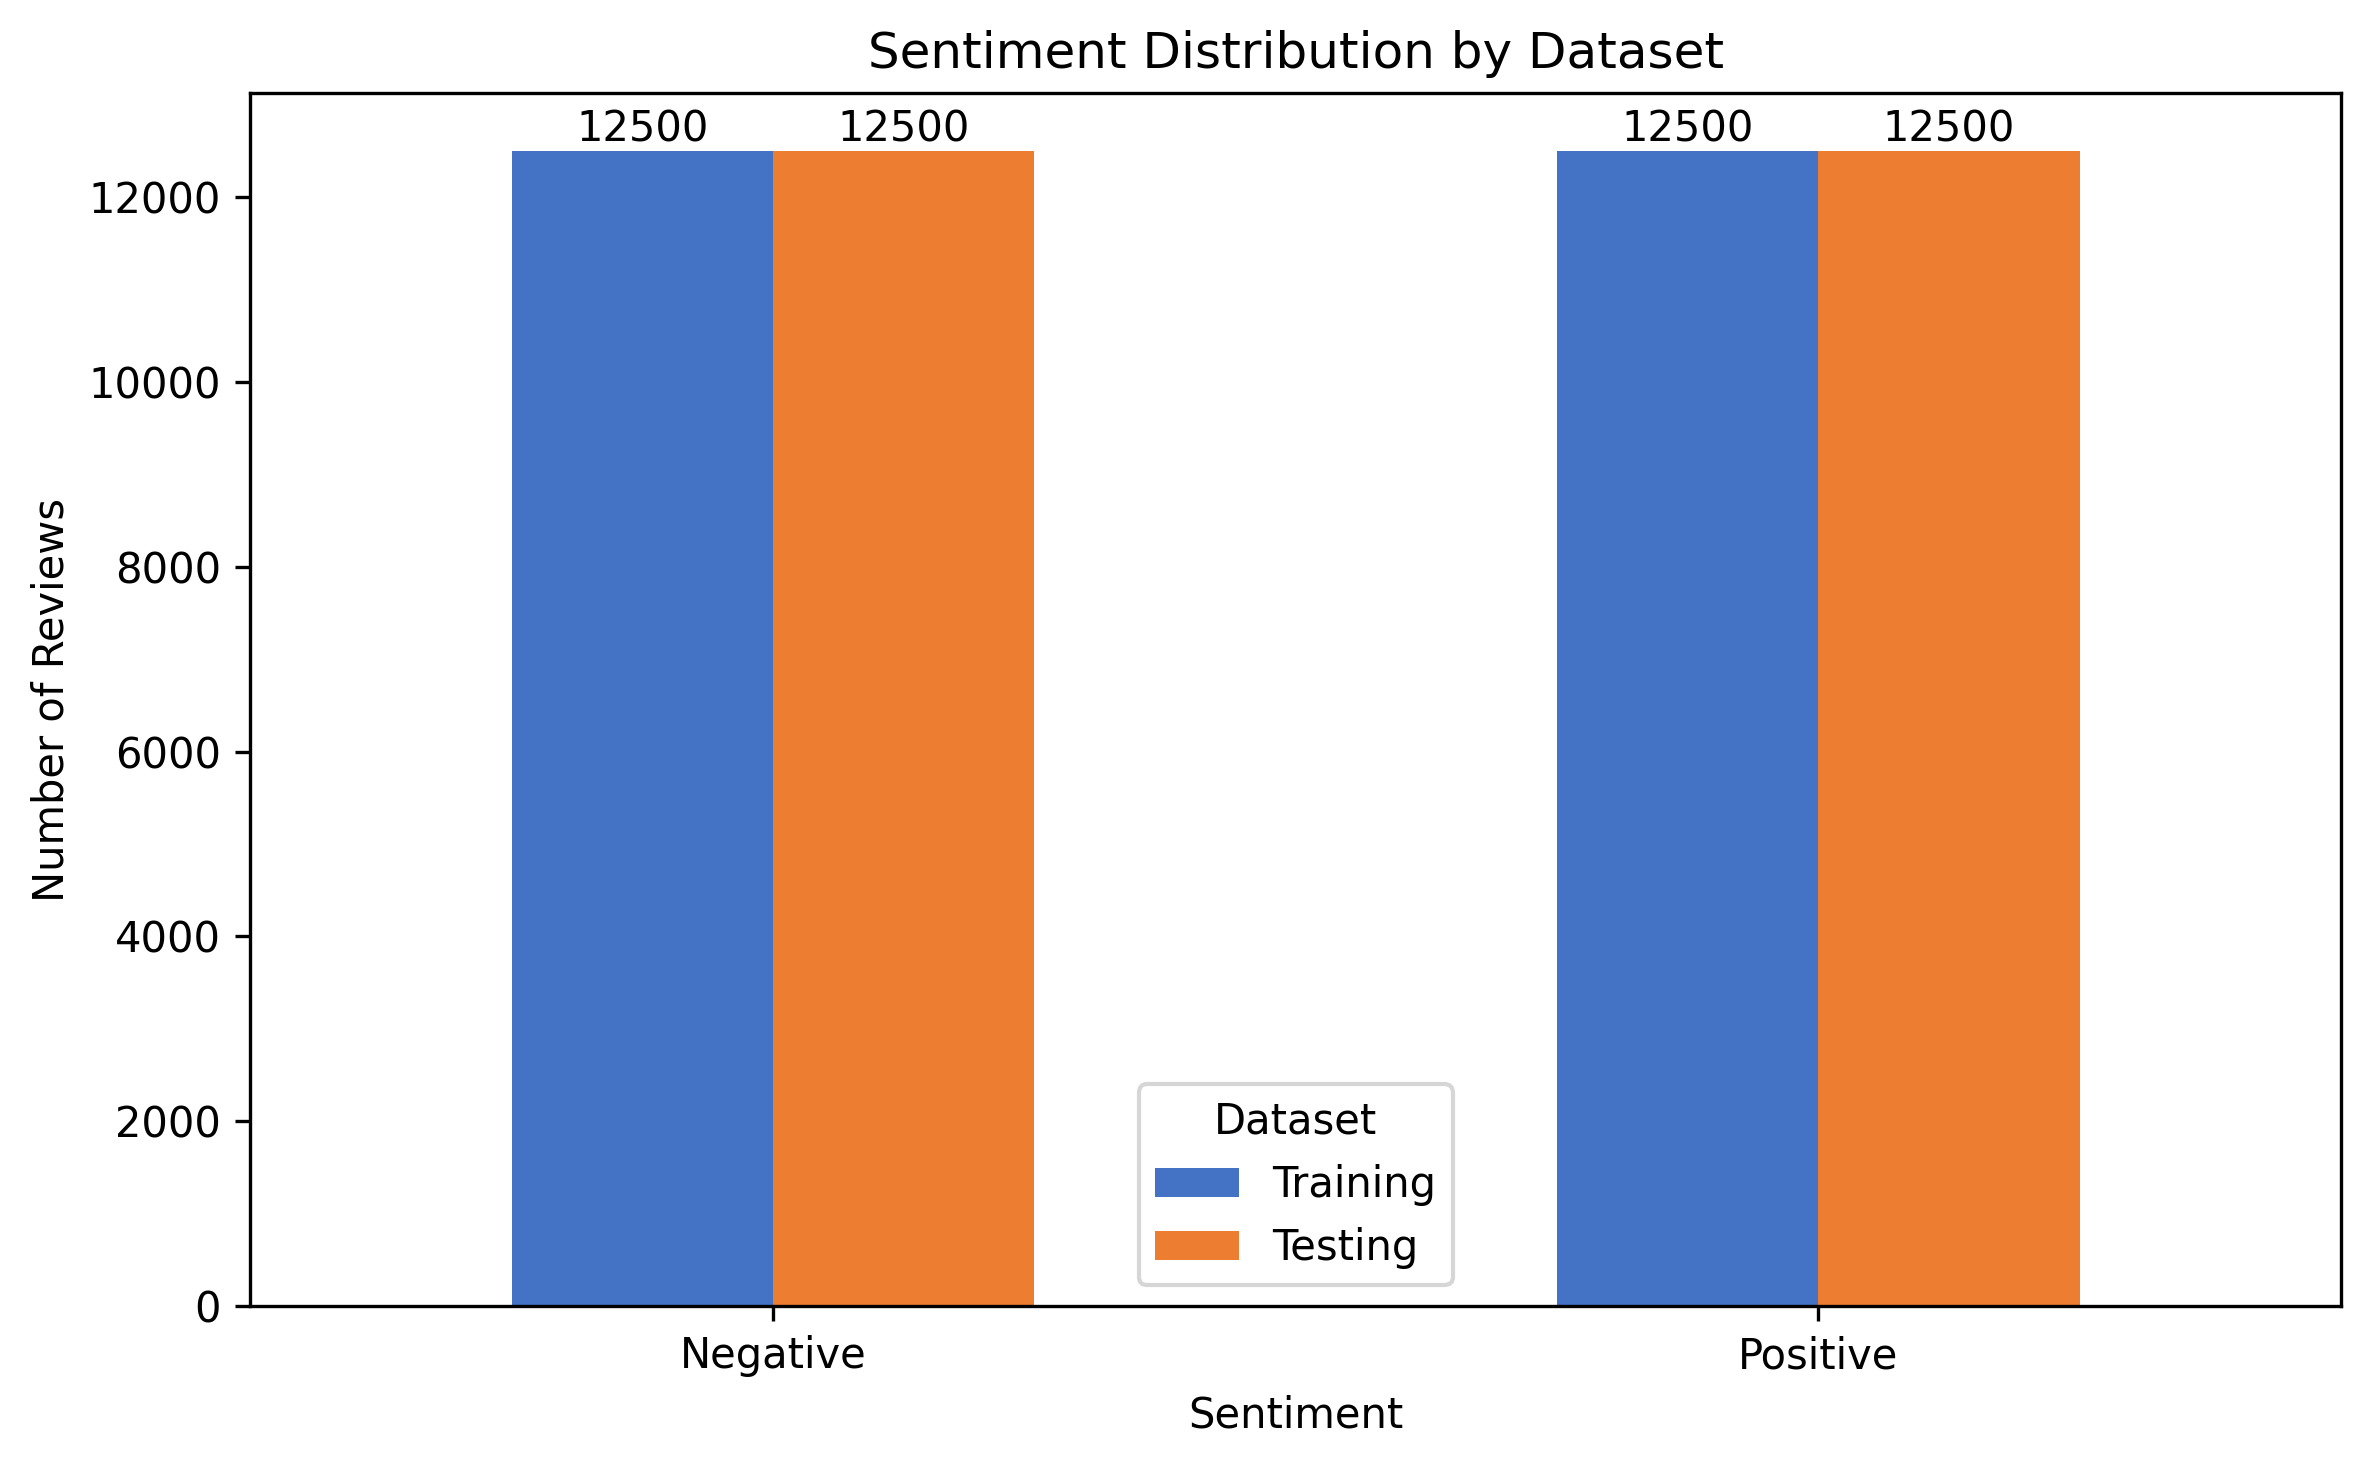 Sentiment Distribution by Dataset
12500 12500 12500 12500
12000
10000
8000
6000
4000
2000
0
Number of Reviews
Dataset
Training
Testing
Negative Positive
Sentiment